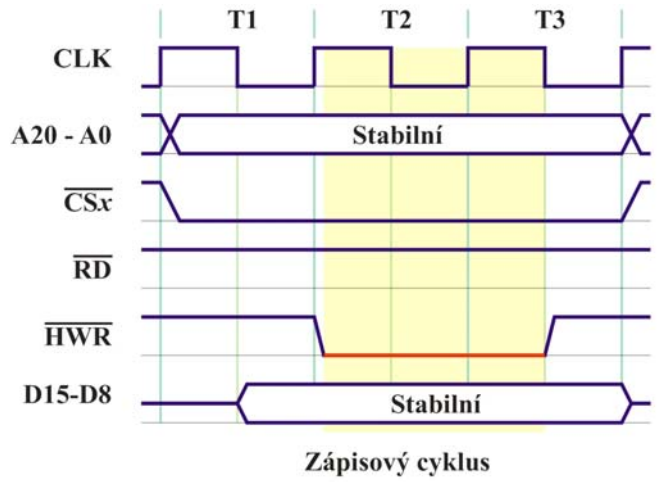 T1 T2 T3
CLK
A20 - A0 Stabilní
CSx
RD
HWR
D15-D8 Stabilní
Zápisový cyklus